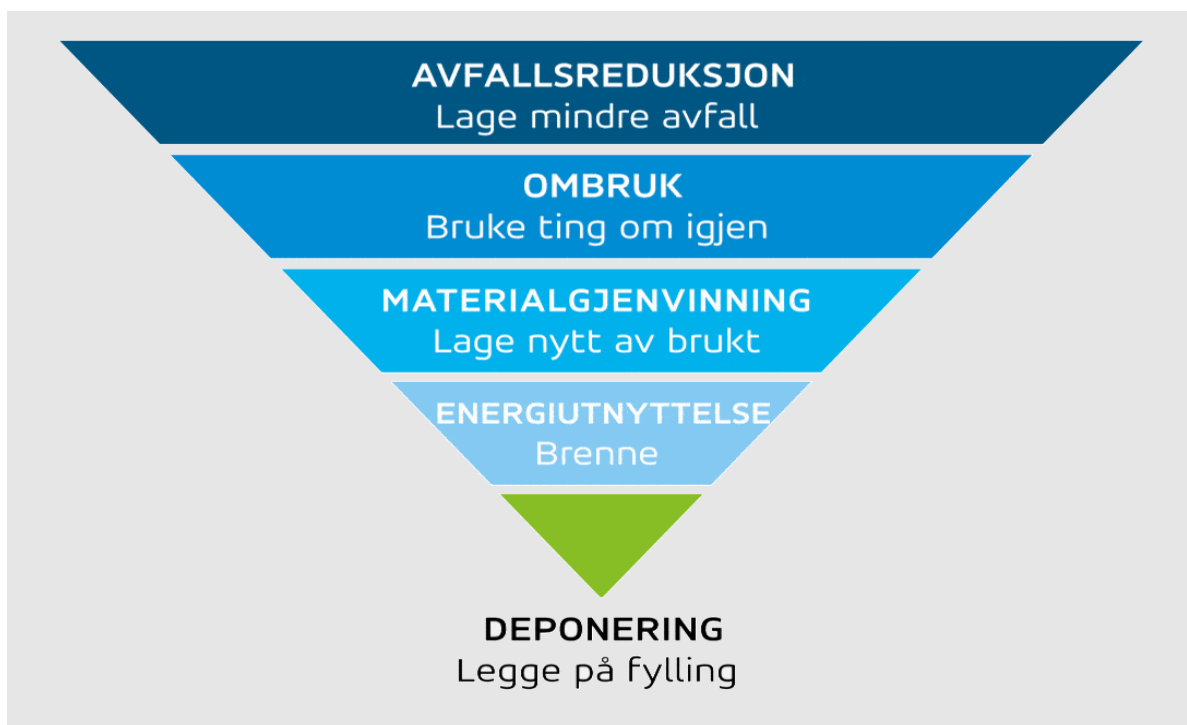 AVFALLSREDUKSJON
Lage mindre avfall
OMBRUK
Bruke ting om igjen
MATERIALGJENVINNING
Lage nytt av brukt
ENERGIUTNYTTELSE
Brenne
DEPONERING
Legge på fylling